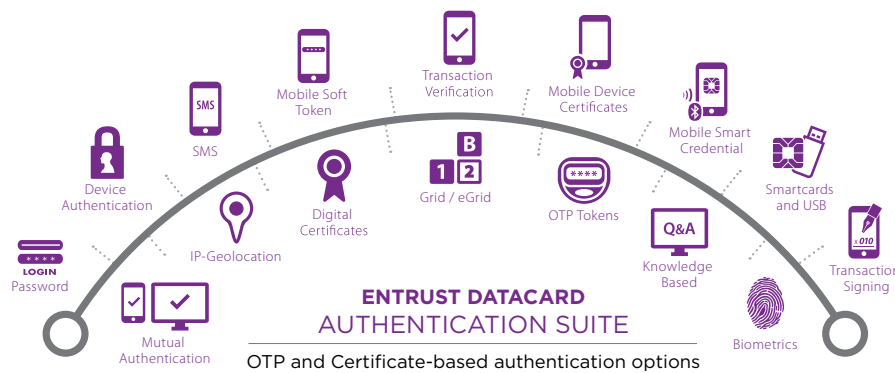 LOGIN
Password
Device
Authentication
SMS
SMS
Mobile Soft
Token
Transaction
Verification
Mobile Device
Certificates
Mobile Smart
Credential
Smartcards
and USB
x 010
Transaction
Signing
Mutual
Authentication
IP-Geolocation
Digital
Certificates
B
1 2
Grid / eGrid
****
OTP Tokens
Q&A
Knowledge
Based
Biometrics
ENTRUST DATACARD
AUTHENTICATION SUITE
OTP and Certificate-based authentication options